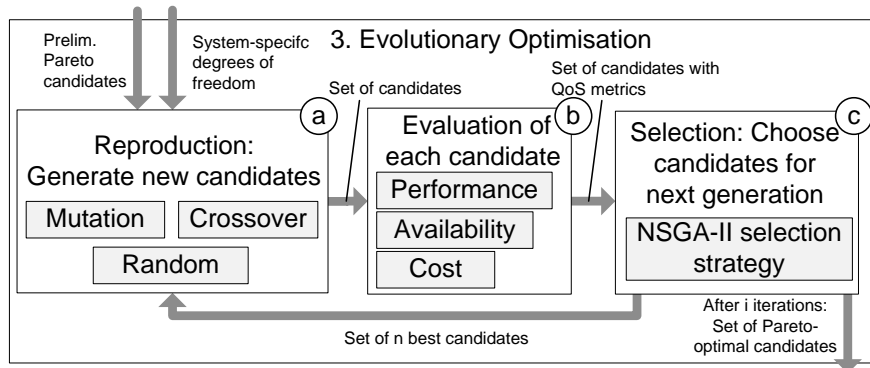 3. Evolutionary Optimisation
Prelim.
Pareto
candidates
System-specifc
degrees of
freedom
Set of candidates
Set of candidates with
QoS metrics
a
Reproduction:
Generate new candidates
Mutation
Crossover
Random
b
Evaluation of
each candidate
Performance
Availability
Cost
c
Selection: Choose
candidates for
next generation
NSGA-II selection
strategy
Set of n best candidates
After i iterations:
Set of Pareto-
optimal candidates